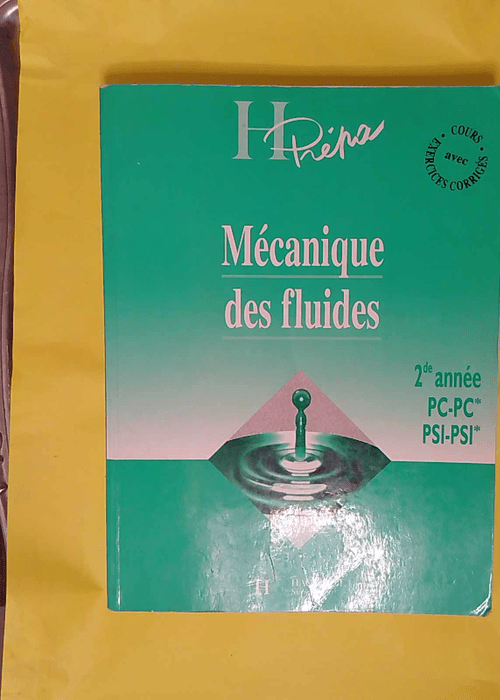 H Prépa
• COURS •
avec
EXERCICES CORRIGÉS
Mécanique
des fluides
2de année
PC-PC*
PSI-PSI*
H